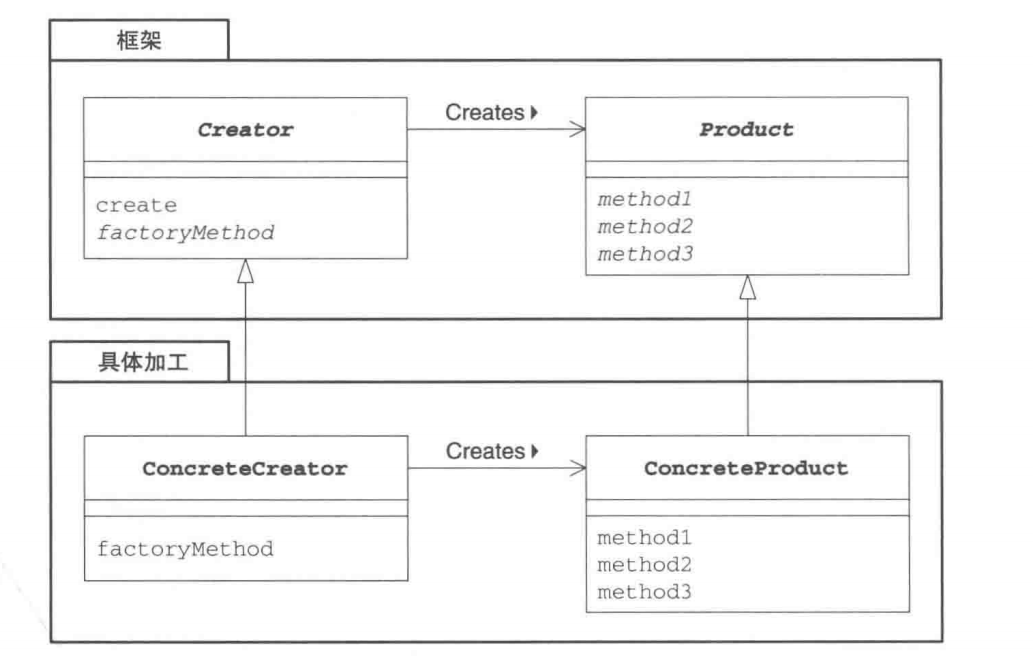 框架
Creator
Creates
Product
create
factoryMethod
method1
method2
method3
具体加工
ConcreteCreator
Creates
ConcreteProduct
factoryMethod
method1
method2
method3